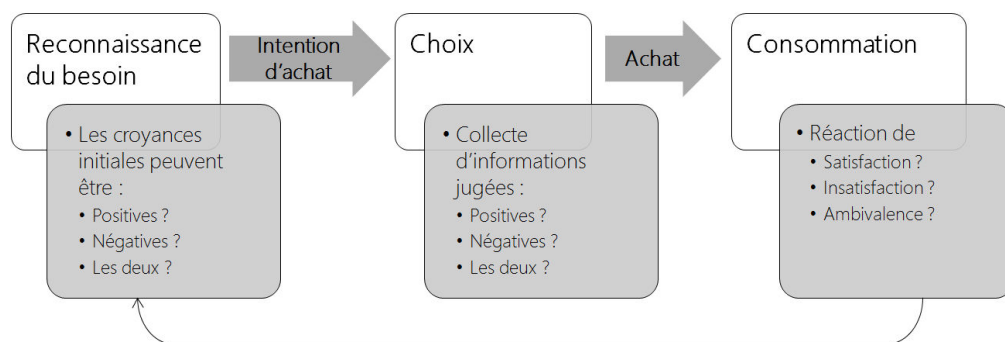 Reconnaissance
du besoin
• Les croyances
initiales peuvent
être :
• Positives ?
• Négatives ?
• Les deux ?
Intention
d'achat
Choix
• Collecte
d'informations
jugées :
• Positives ?
• Négatives ?
• Les deux ?
Achat
Consommation
• Réaction de
• Satisfaction ?
• Insatisfaction ?
• Ambivalence ?